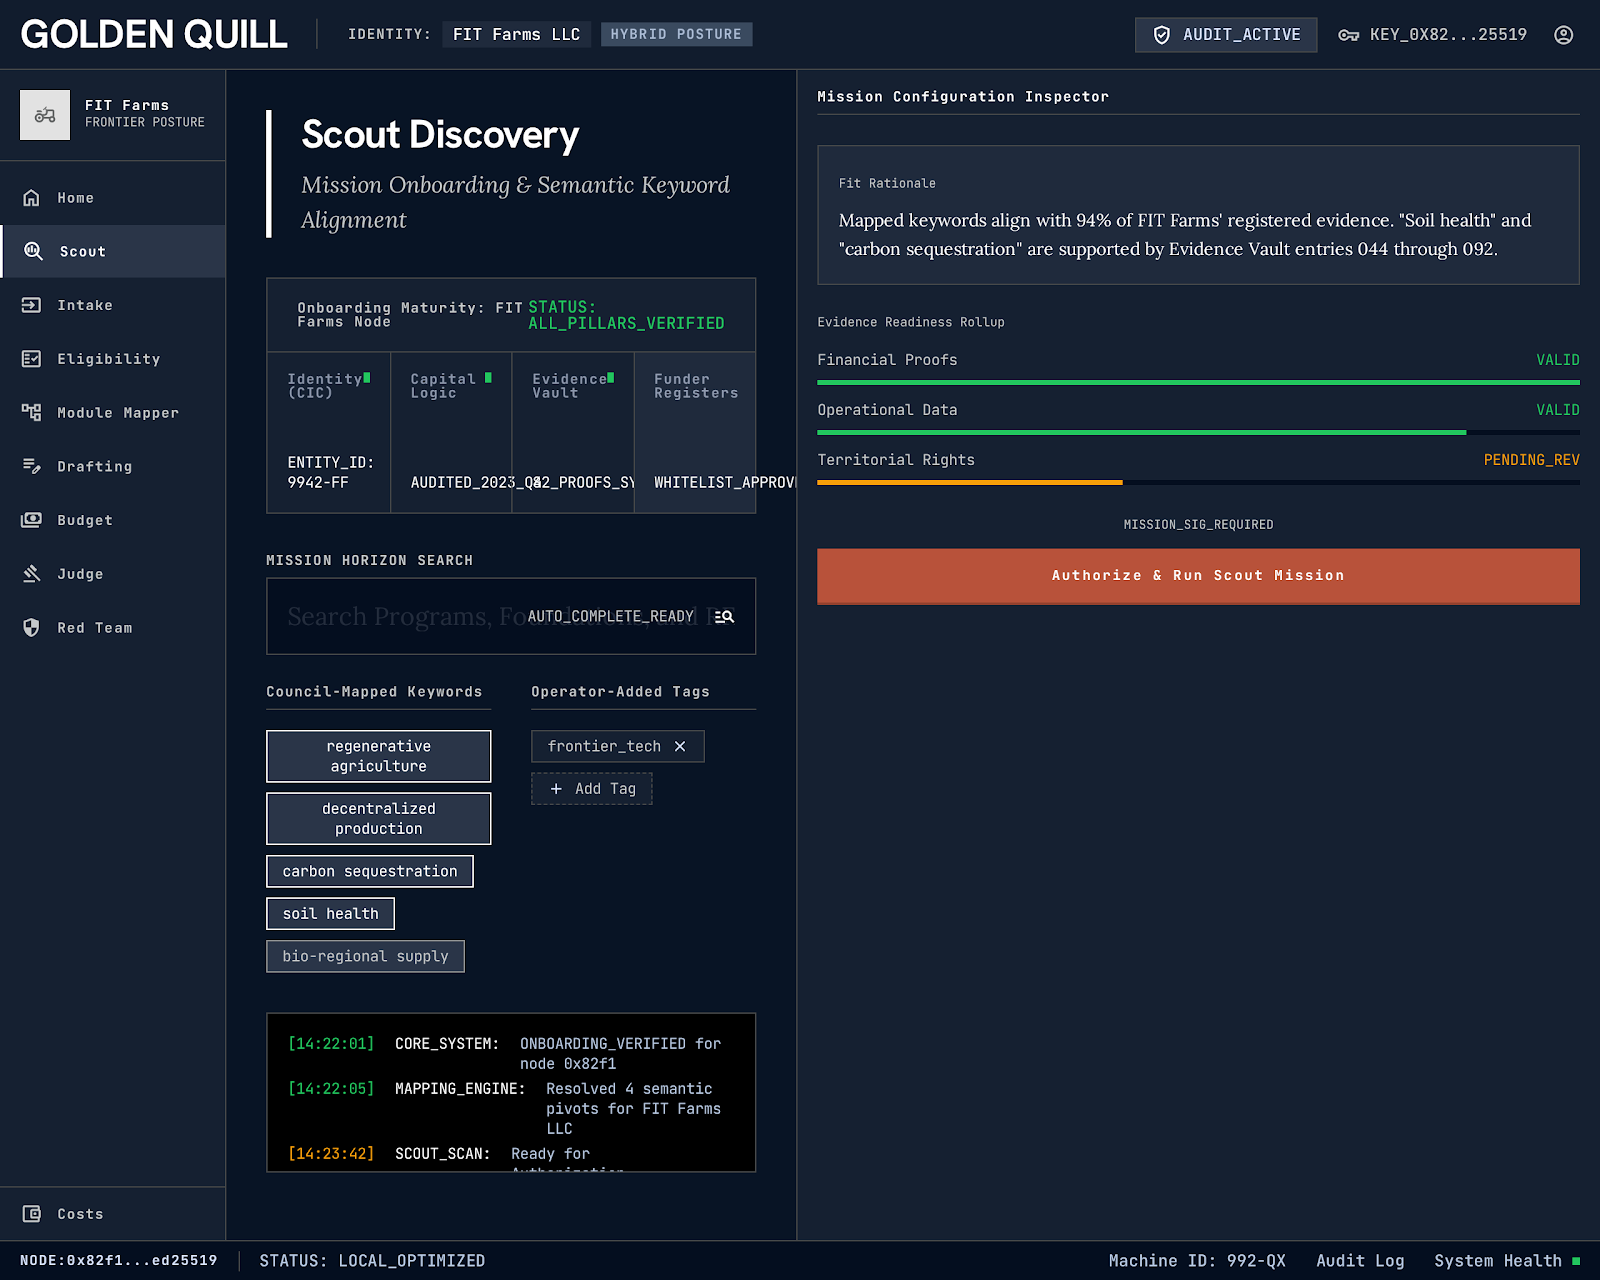 GOLDEN QUILL
IDENTITY: FIT Farms LLC HYBRID POSTURE
AUDIT_ACTIVE
KEY_0X82...25519
FIT Farms
FRONTIER POSTURE
Home
Scout
Intake
Eligibility
Module Mapper
Drafting
Budget
Judge
Red Team
Costs
Scout Discovery
Mission Onboarding & Semantic Keyword
Alignment
Onboarding Maturity: FIT
Farms Node
STATUS:
ALL_PILLARS_VERIFIED
Identity
(CIC)
ENTITY_ID:
9942-FF
Capital
Logic
AUDITED_2023_Q4
Evidence
Vault
82_PROOFS_SY
Funder
Registers
WHITELIST_APPROV
MISSION HORIZON SEARCH
Search Programs, Foundations, and RF
AUTO_COMPLETE_READY
Council-Mapped Keywords
regenerative
agriculture
decentralized
production
carbon sequestration
soil health
bio-regional supply
Operator-Added Tags
frontier_tech
+ Add Tag
[14:22:01] CORE_SYSTEM: ONBOARDING_VERIFIED for
node 0x82f1
[14:22:05] MAPPING_ENGINE: Resolved 4 semantic
pivots for FIT Farms
LLC
[14:23:42] SCOUT_SCAN: Ready for
Authorization
Mission Configuration Inspector
Fit Rationale
Mapped keywords align with 94% of FIT Farms' registered evidence. "Soil health" and
"carbon sequestration" are supported by Evidence Vault entries 044 through 092.
Evidence Readiness Rollup
Financial Proofs VALID
Operational Data VALID
Territorial Rights PENDING_REV
MISSION_SIG_REQUIRED
Authorize & Run Scout Mission
NODE:0x82f1...ed25519
STATUS: LOCAL_OPTIMIZED
Machine ID: 992-QX
Audit Log
System Health